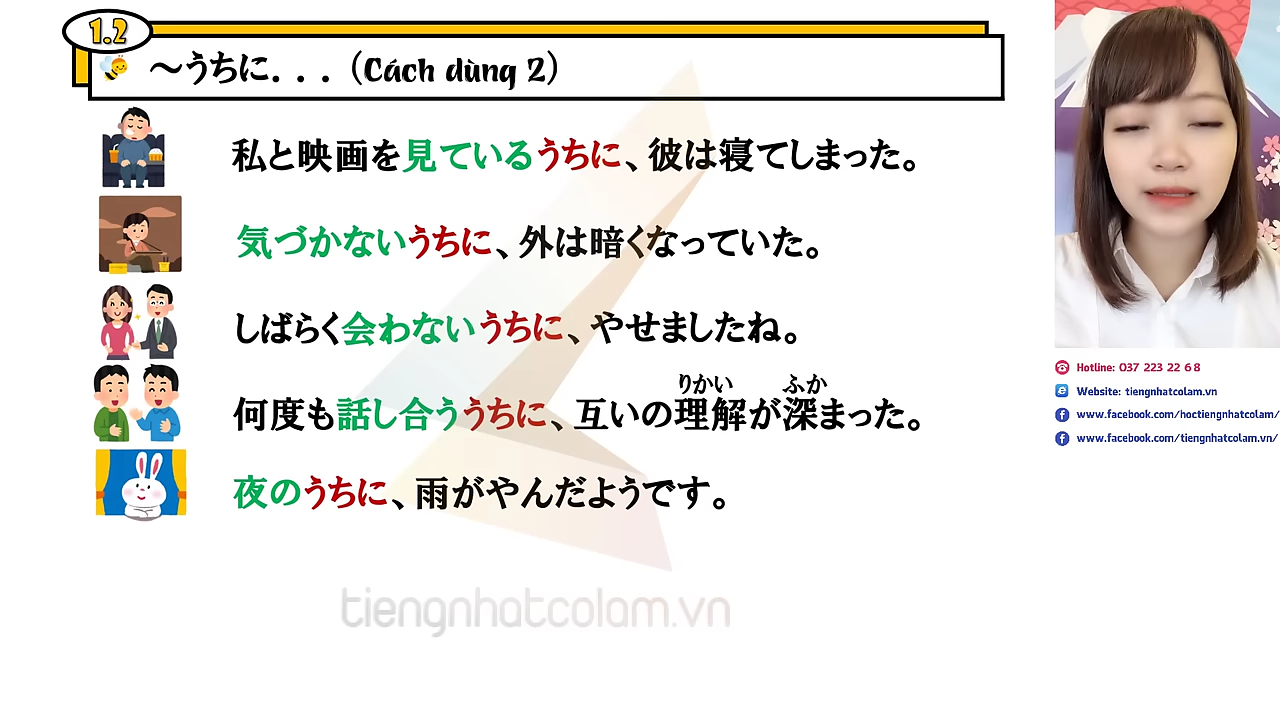 1.2
～うちに．．．（Cách dùng 2）
私と映画を見ているうちに、彼は寝てしまった。
気づかないうちに、外は暗くなっていた。
しばらく会わないうちに、やせましたね。
りかい ふか
何度も話し合ううちに、互いの理解が深まった。
夜のうちに、雨がやんだようです。
tiengnhatcolam.vn
Hotline: 037 223 22 68
Website: tiengnhatcolam.vn
www.facebook.com/hoctiengnhatcolam/
www.facebook.com/tiengnhatcolam.vn/